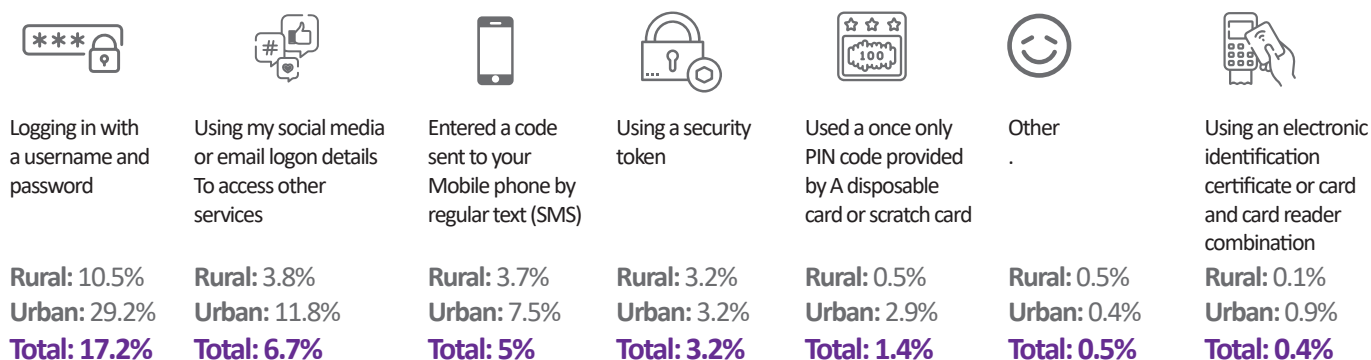 ***
#
100
Logging in with
a username and
password
Rural: 10.5%
Urban: 29.2%
Total: 17.2%
Using my social media
or email logon details
To access other
services
Rural: 3.8%
Urban: 11.8%
Total: 6.7%
Entered a code
sent to your
Mobile phone by
regular text (SMS)
Rural: 3.7%
Urban: 7.5%
Total: 5%
Using a security
token
Rural: 3.2%
Urban: 3.2%
Total: 3.2%
Used a once only
PIN code provided
by A disposable
card or scratch card
Rural: 0.5%
Urban: 2.9%
Total: 1.4%
Other
.
Rural: 0.5%
Urban: 0.4%
Total: 0.5%
Using an electronic
identification
certificate or card
and card reader
combination
Rural: 0.1%
Urban: 0.9%
Total: 0.4%